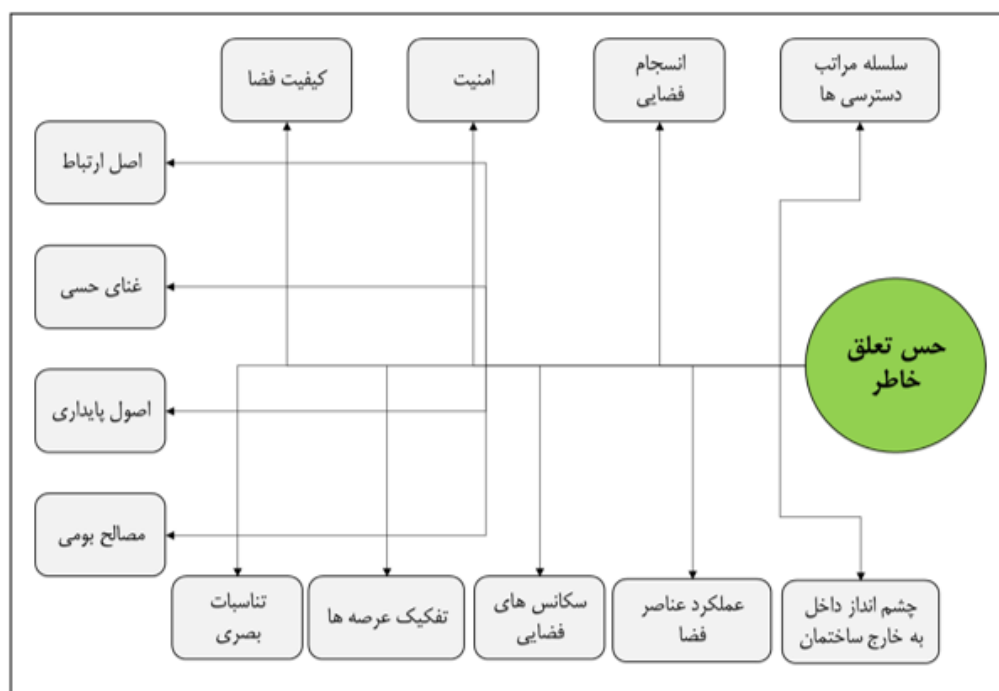 سلسله مراتب
دسترسی ها
انسجام
فضایی
امنیت
کیفیت فضا
اصل ارتباط
غنای حسی
اصول پایداری
مصالح بومی
حس تعلق
خاطر
چشم انداز داخل
به خارج ساختمان
عملکرد عناصر
فضا
سکانس های
فضایی
تفکیک عرصه ها
تناسبات
بصری